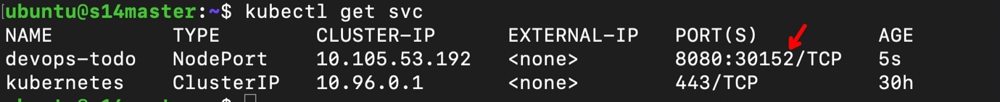 ubuntu@s14master:~$ kubectl get svc
NAME TYPE CLUSTER-IP EXTERNAL-IP PORT(S) AGE
devops-todo NodePort 10.105.53.192 <none> 8080:30152/TCP 5s
kubernetes ClusterIP 10.96.0.1 <none> 443/TCP 30h